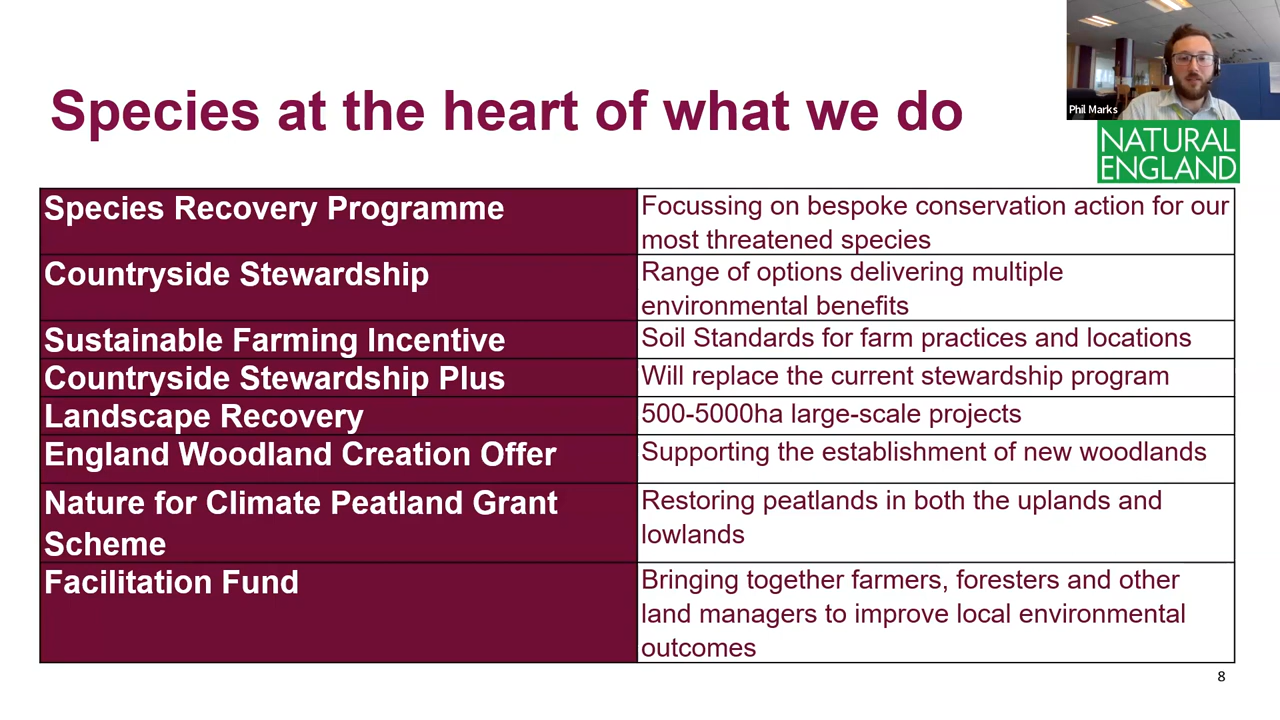 Phil Marks
NATURAL
ENGLAND
Species at the heart of what we do
Species Recovery Programme
Focussing on bespoke conservation action for our
most threatened species
Countryside Stewardship
Range of options delivering multiple
environmental benefits
Sustainable Farming Incentive
Soil Standards for farm practices and locations
Countryside Stewardship Plus
Will replace the current stewardship program
Landscape Recovery
500-5000ha large-scale projects
England Woodland Creation Offer
Supporting the establishment of new woodlands
Nature for Climate Peatland Grant
Scheme
Restoring peatlands in both the uplands and
lowlands
Facilitation Fund
Bringing together farmers, foresters and other
land managers to improve local environmental
outcomes
8